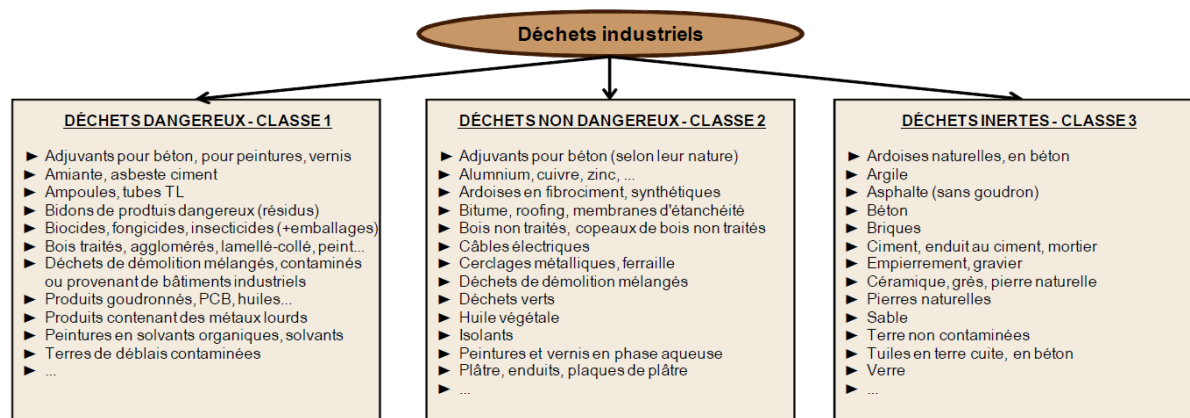 Déchets industriels
DÉCHETS DANGEREUX - CLASSE 1
► Adjuvants pour béton, pour peintures, vernis
► Amiante, asbeste ciment
► Ampoules, tubes TL
► Bidons de produtis dangereux (résidus)
► Biocides, fongicides, insecticides (+emballages)
► Bois traités, agglomérés, lamellé-collé, peint...
► Déchets de démolition mélangés, contaminés
ou provenant de bâtiments industriels
► Produits goudronnés, PCB, huiles...
► Produits contenant des métaux lourds
► Peintures en solvants organiques, solvants
► Terres de déblais contaminées
► ...
DÉCHETS NON DANGEREUX - CLASSE 2
► Adjuvants pour béton (selon leur nature)
► Alumnium, cuivre, zinc, ...
► Ardoises en fibrociment, synthétiques
► Bitume, roofing, membranes d'étanchéité
► Bois non traités, copeaux de bois non traités
► Câbles électriques
► Cerclages métalliques, ferraille
► Déchets de démolition mélangés
► Déchets verts
► Huile végétale
► Isolants
► Peintures et vernis en phase aqueuse
► Plâtre, enduits, plaques de plâtre
► ...
DÉCHETS INERTES - CLASSE 3
► Ardoises naturelles, en béton
► Argile
► Asphalte (sans goudron)
► Béton
► Briques
► Ciment, enduit au ciment, mortier
► Empierrement, gravier
► Céramique, grès, pierre naturelle
► Pierres naturelles
► Sable
► Terre non contaminées
► Tuiles en terre cuite, en béton
► Verre
► ...